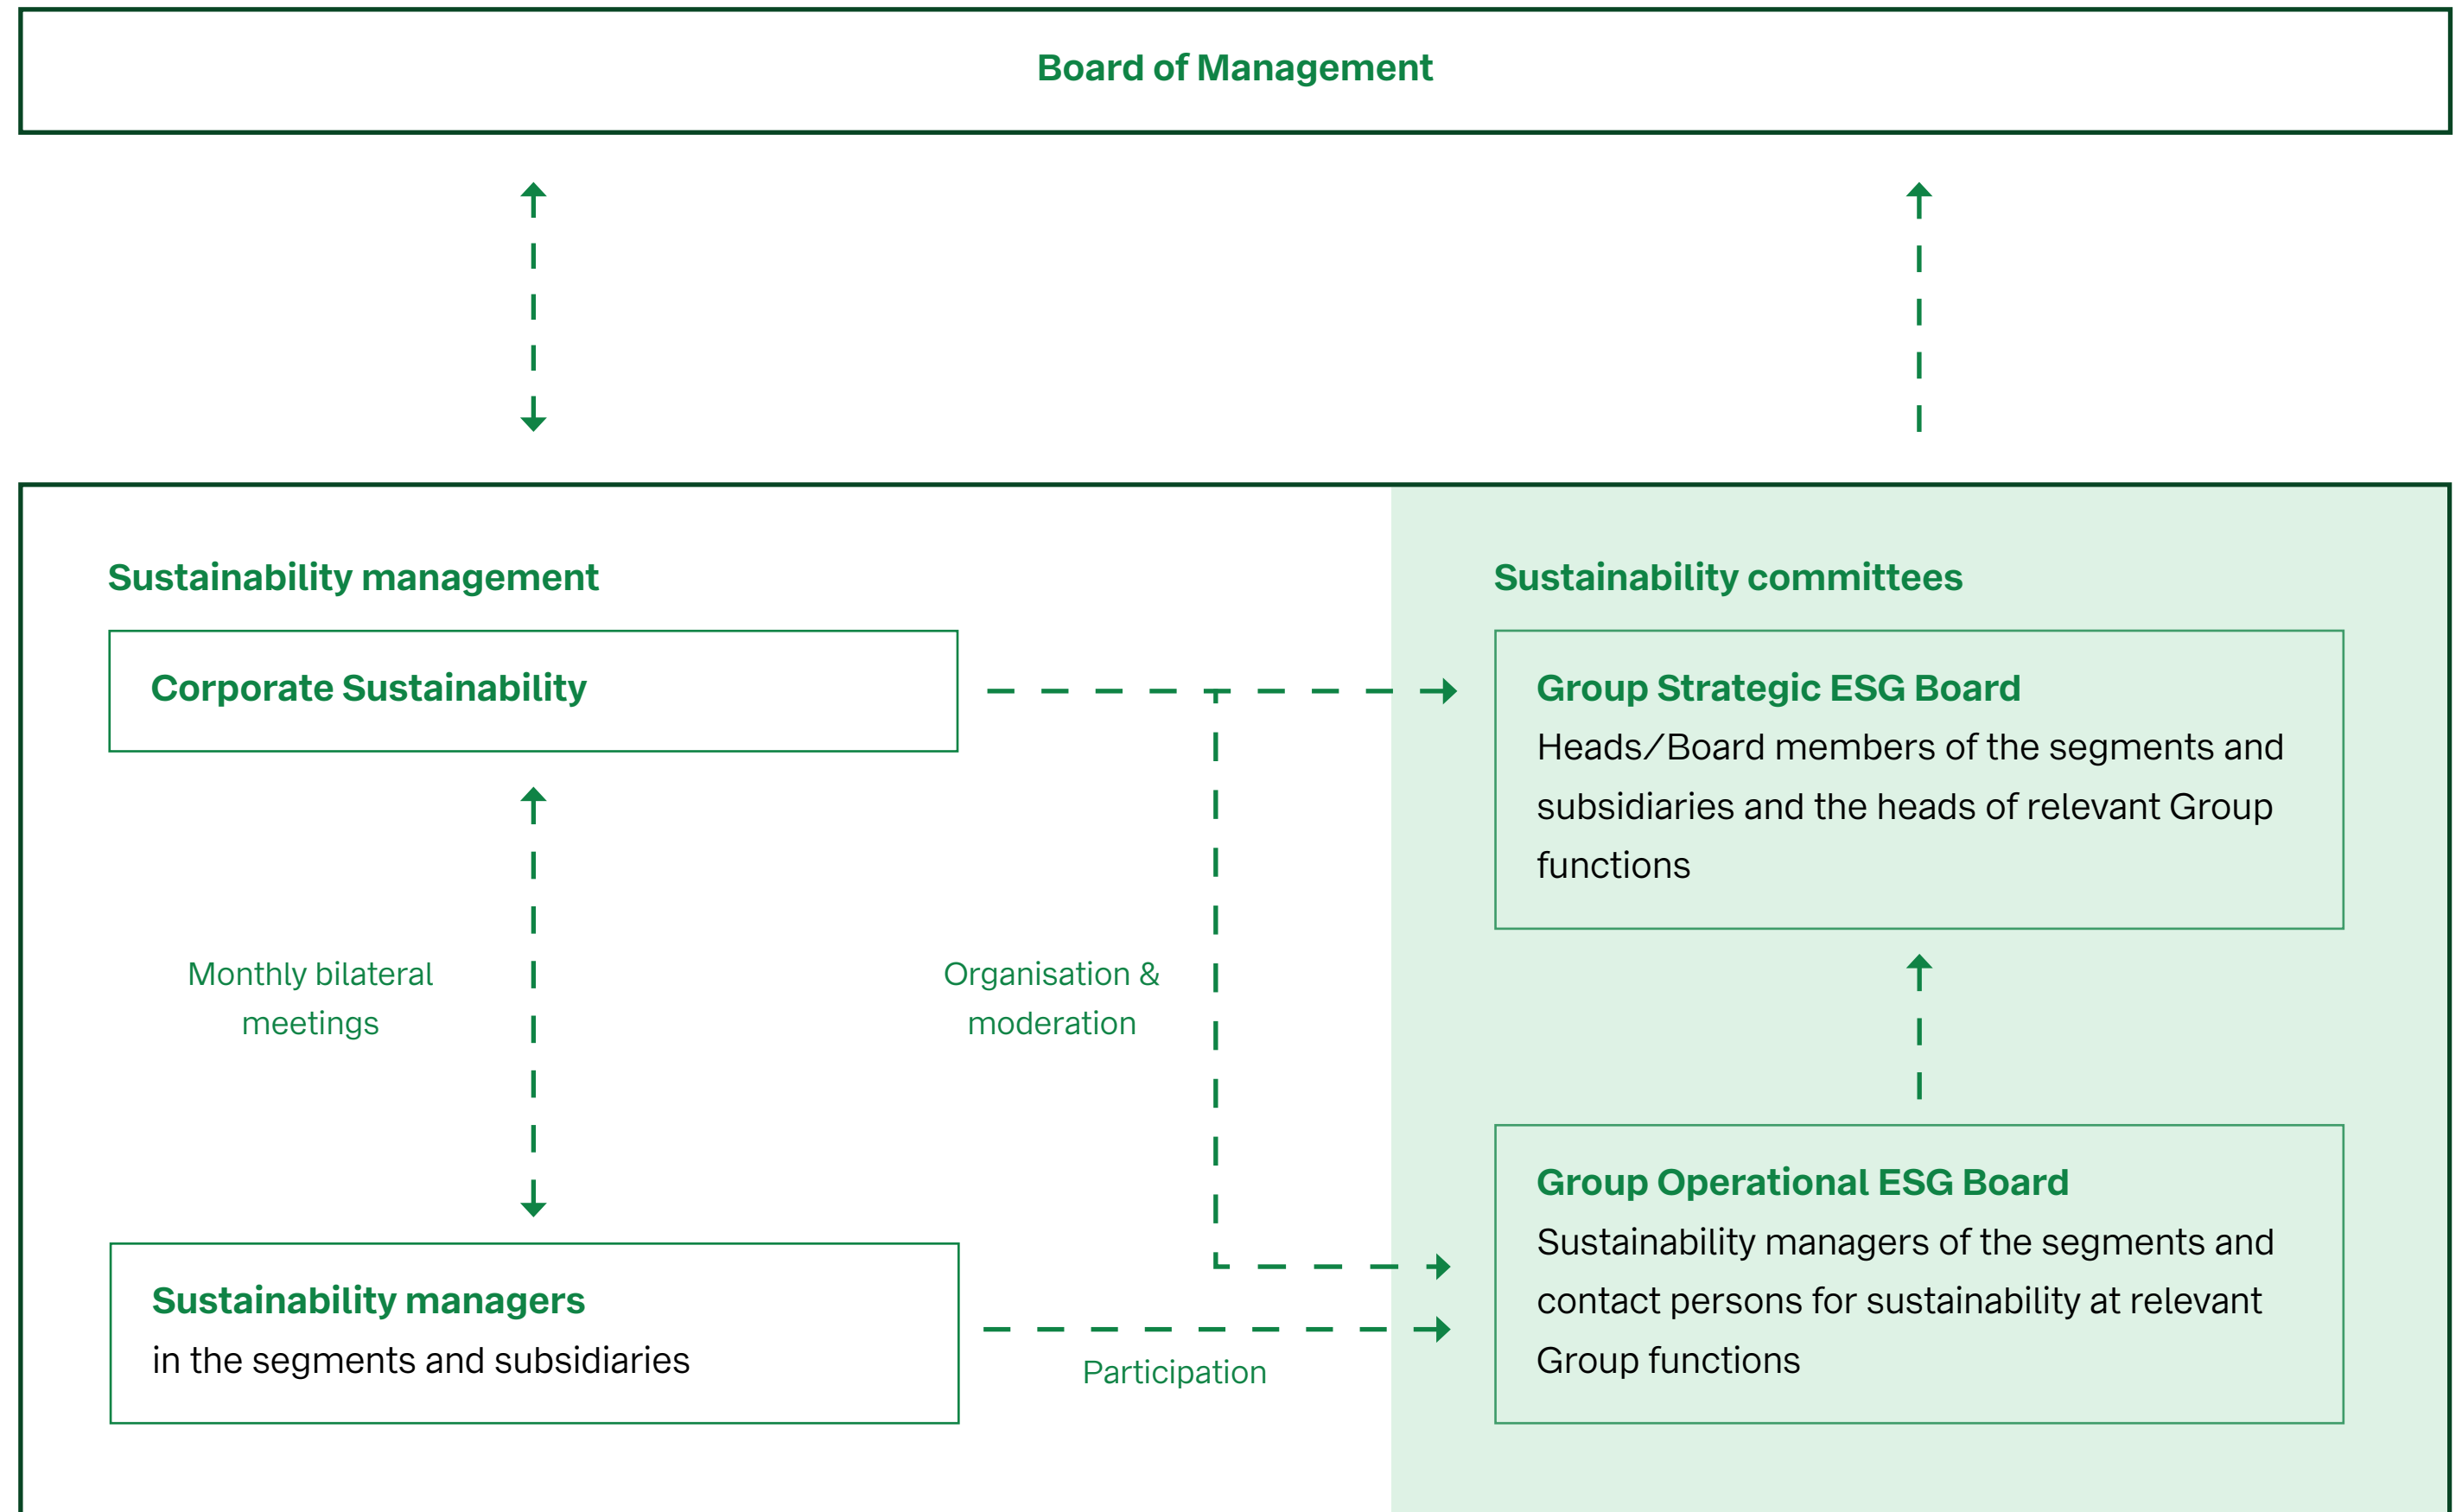 Board of Management
Sustainability management
Corporate Sustainability
Monthly bilateral
meetings
Organisation &
moderation
Sustainability managers
in the segments and subsidiaries
Participation
Sustainability committees
Group Strategic ESG Board
Heads/Board members of the segments and
subsidiaries and the heads of relevant Group
functions
Group Operational ESG Board
Sustainability managers of the segments and
contact persons for sustainability at relevant
Group functions